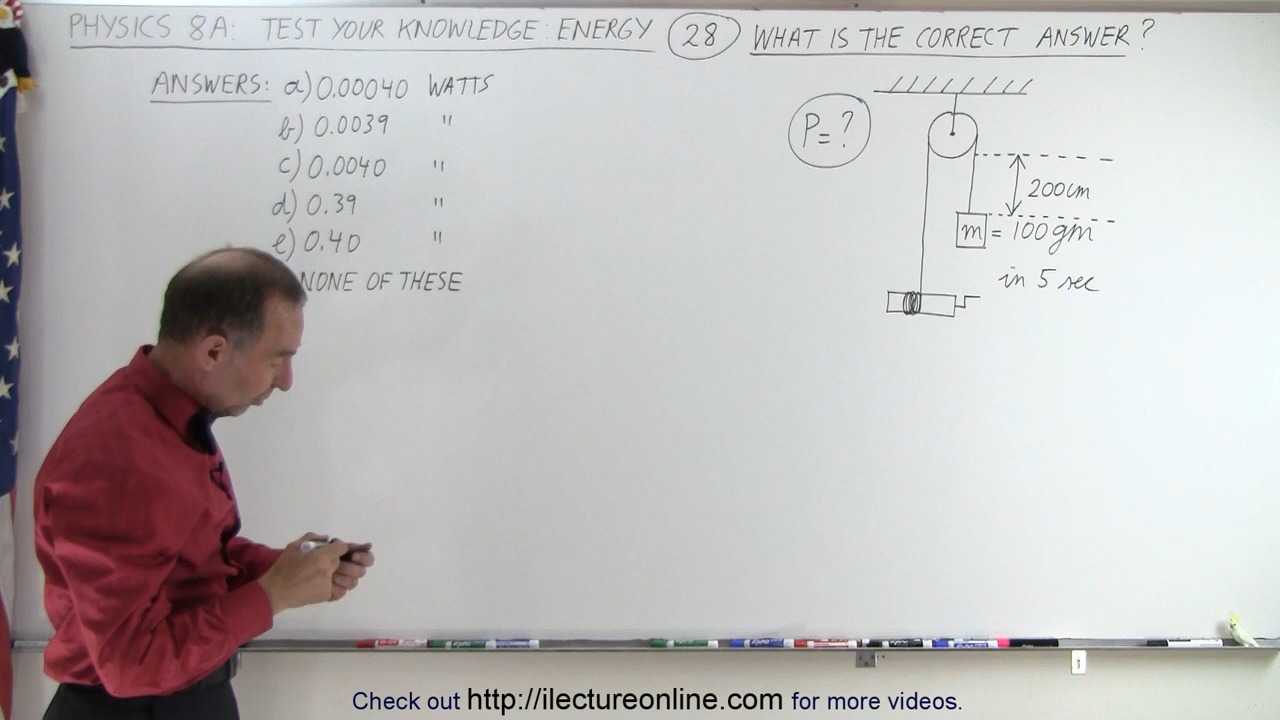 PHYSICS 8A: TEST YOUR KNOWLEDGE: ENERGY 28 WHAT IS THE CORRECT ANSWER?
ANSWERS: a) 0.00040 WATTS
b) 0.0039 "
c) 0.0040 "
d) 0.39 "
e) 0.40 "
NONE OF THESE
P = ?
200cm
m = 100gm
in 5 sec
Check out http://ilectureonline.com for more videos.